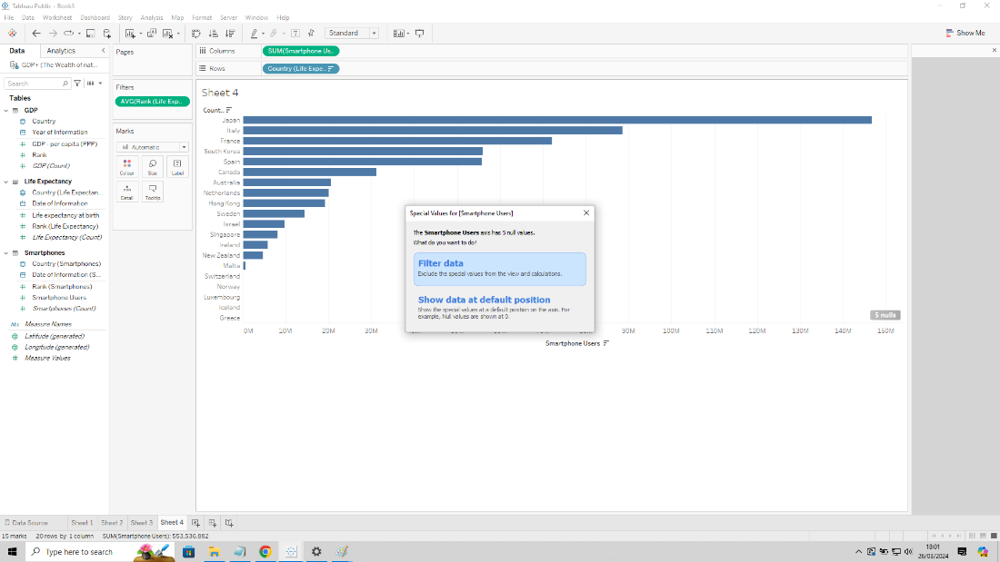 Tableau Public - Book5
File Data Worksheet Dashboard Story Analysis Map Format Server Window Help
Standard
Show Me
Data Analytics
GDP+ (The Wealth of nat...
Search
Tables
GDP
Country
Year of Information
GDP - per capita (PPP)
Rank
GDP (Count)
Life Expectancy
Country (Life Expectan...
Date of Information
Life expectancy at birth
Rank (Life Expectancy)
Life Expectancy (Count)
Smartphones
Country (Smartphones)
Date of Information (S...
Rank (Smartphones)
Smartphone Users
Smartphones (Count)
Abc Measure Names
Latitude (generated)
Longitude (generated)
Measure Values
Pages
Filters
AVG(Rank (Life Exp..
Marks
Automatic
Colour Size Label
Detail Tooltip
Columns SUM(Smartphone Us..
Rows Country (Life Expe..
Sheet 4
Count..
Japan
Italy
France
South Korea
Spain
Canada
Australia
Netherlands
Hong Kong
Sweden
Israel
Singapore
Ireland
New Zealand
Malta
Switzerland
Norway
Luxembourg
Iceland
Greece
5 nulls
0M 10M 20M 30M 90M 100M 110M 120M 130M 140M 150M
Smartphone Users
Special Values for [Smartphone Users]
The Smartphone Users axis has 5 null values.
What do you want to do?
Filter data
Exclude the special values from the view and calculations.
Show data at default position
Show the special values at a default position on the axis. For
example, Null values are shown at 0.
Data Source Sheet 1 Sheet 2 Sheet 3 Sheet 4
15 marks 20 rows by 1 column SUM(Smartphone Users): 553,536,882
Type here to search
18:01
26/03/2024